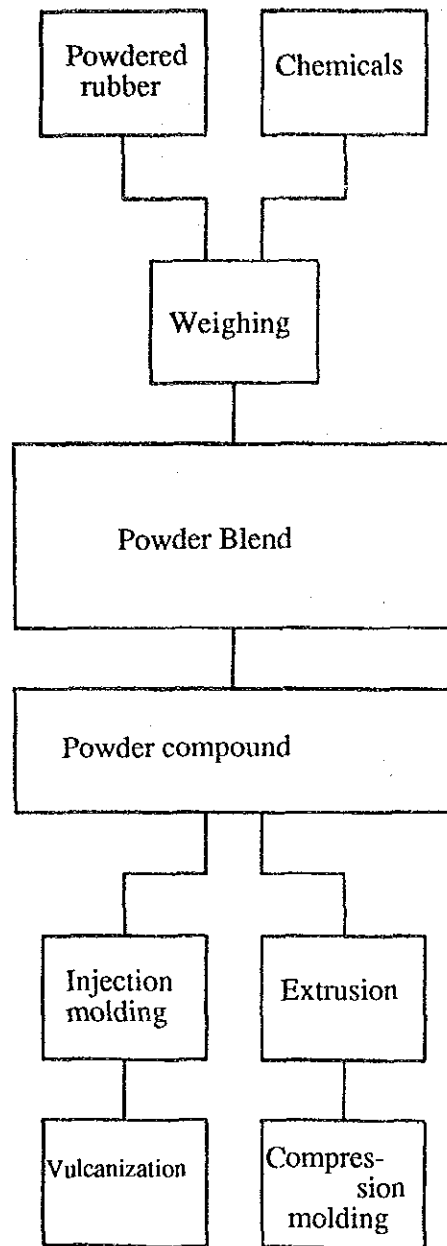 Powdered
rubber
Chemicals
Weighing
Powder Blend
Powder compound
Injection
molding
Extrusion
Vulcanization
Compres-
sion
molding